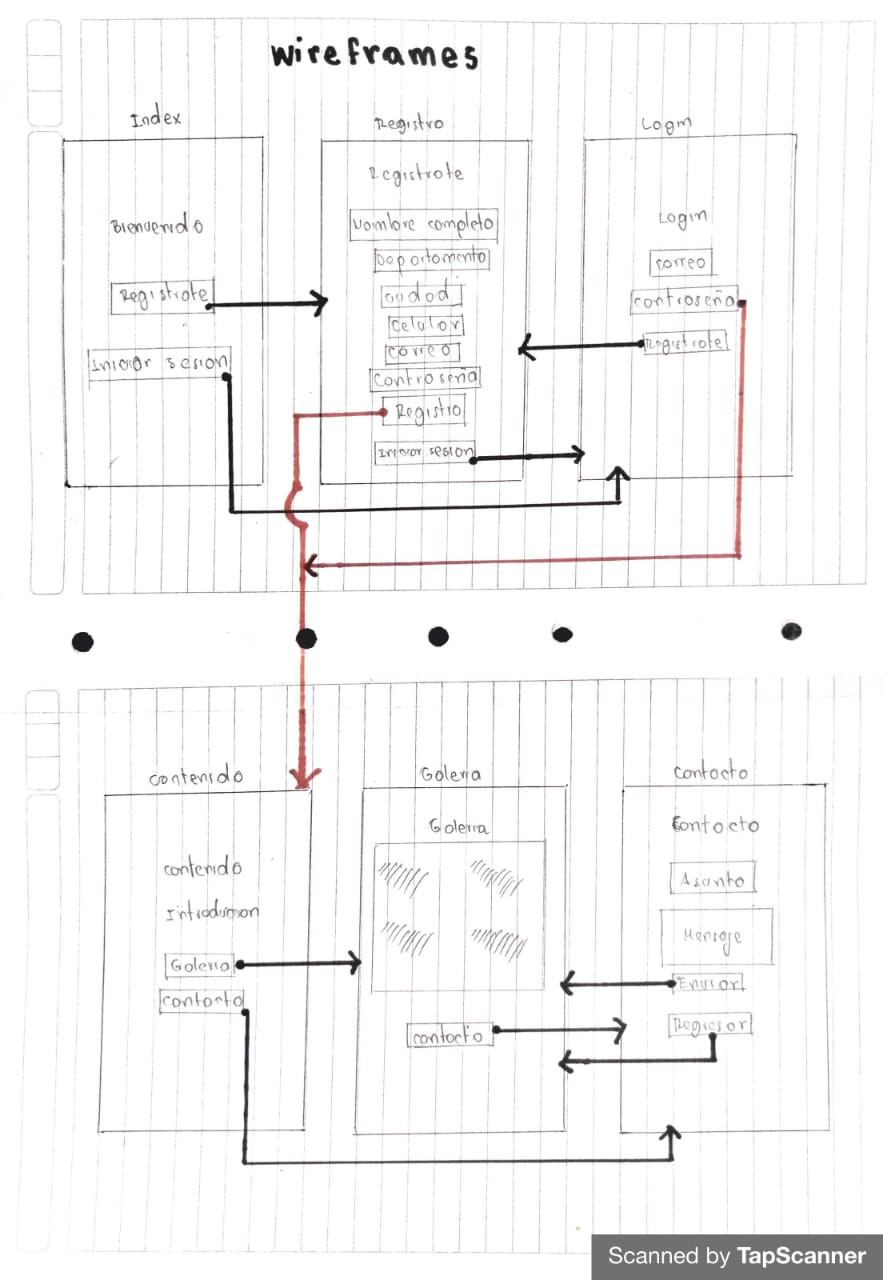 wireframes
Index
Bienvenido
Registrate
Iniciar sesion
Registro
Registrate
Nombre completo
Departamento
ciudad
celular
correo
contraseña
Registro
Iniciar sesion
Login
Login
correo
contraseña
Registrate
contenido
contenido
Introduccion
Galeria
contacto
Galeria
Galeria
contacto
contacto
contacto
Asunto
Mensaje
Enviar
Regresar
Scanned by TapScanner